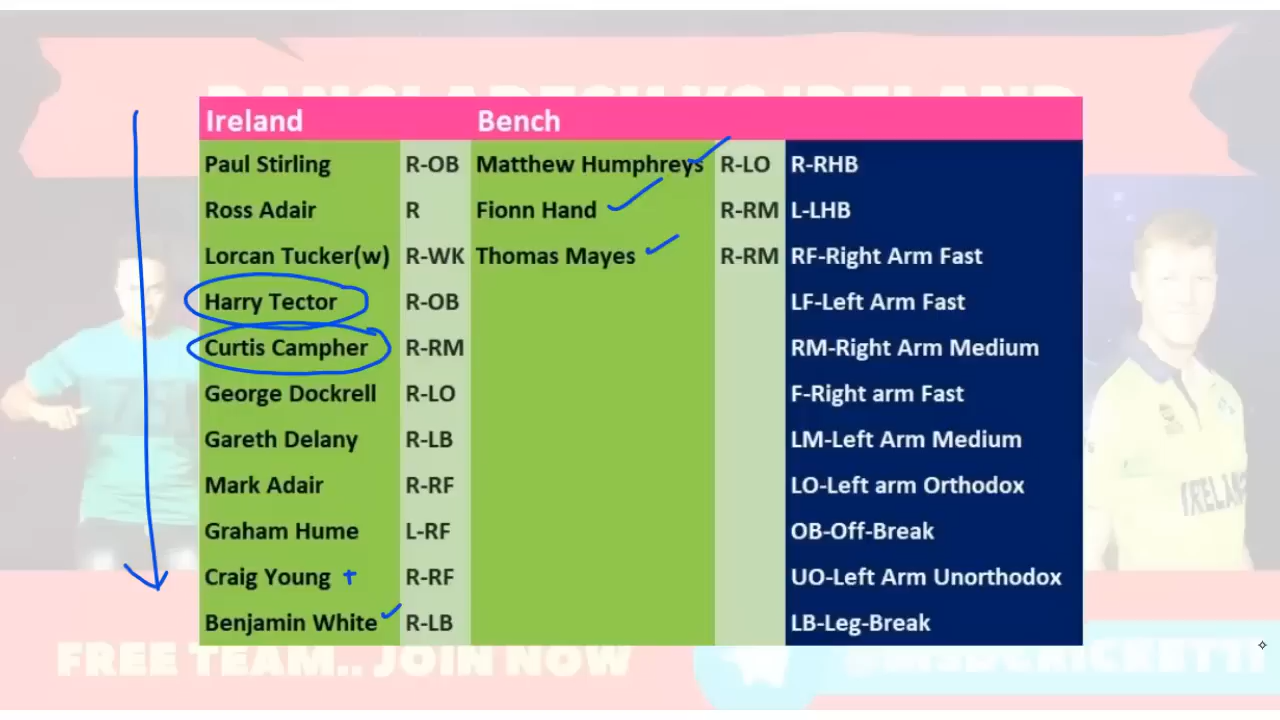 BANGLADESH VS IRELAND
Ireland Bench
Paul Stirling R-OB Matthew Humphreys R-LO R-RHB
Ross Adair R Fionn Hand R-RM L-LHB
Lorcan Tucker(w) R-WK Thomas Mayes R-RM RF-Right Arm Fast
Harry Tector R-OB LF-Left Arm Fast
Curtis Campher R-RM RM-Right Arm Medium
George Dockrell R-LO F-Right arm Fast
Gareth Delany R-LB LM-Left Arm Medium
Mark Adair R-RF LO-Left arm Orthodox
Graham Hume L-RF OB-Off-Break
Craig Young R-RF UO-Left Arm Unorthodox
Benjamin White R-LB LB-Leg-Break
IRELAND
FREE TEAM.. JOIN NOW